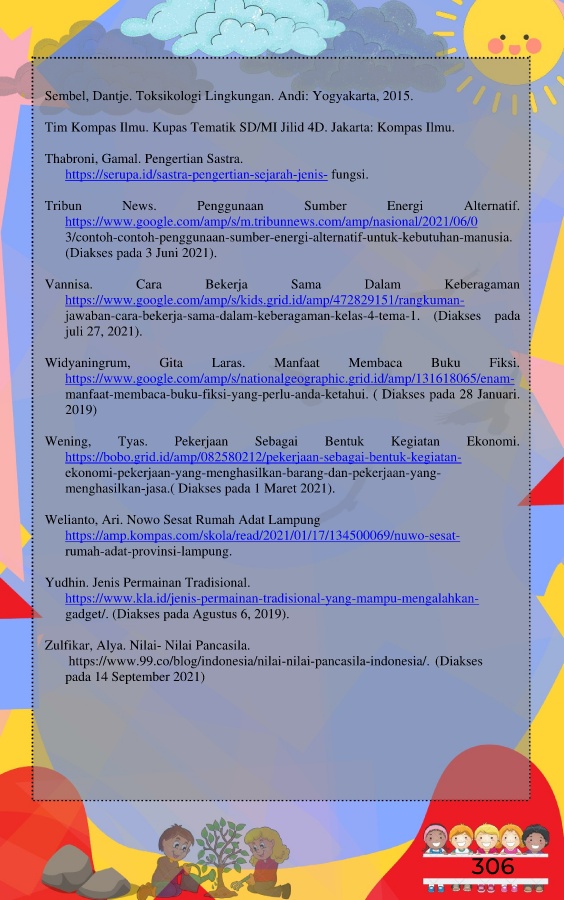 Sembel, Dantje. Toksikologi Lingkungan. Andi: Yogyakarta, 2015.
Tim Kompas Ilmu. Kupas Tematik SD/MI Jilid 4D. Jakarta: Kompas Ilmu.
Thabroni, Gamal. Pengertian Sastra.
https://serupa.id/sastra-pengertian-sejarah-jenis- fungsi.
Tribun News. Penggunaan Sumber Energi Alternatif.
https://www.google.com/amp/s/m.tribunnews.com/amp/nasional/2021/06/0
3/contoh-contoh-penggunaan-sumber-energi-alternatif-untuk-kebutuhan-manusia.
(Diakses pada 3 Juni 2021).
Vannisa. Cara Bekerja Sama Dalam Keberagaman
https://www.google.com/amp/s/kids.grid.id/amp/472829151/rangkuman-
jawaban-cara-bekerja-sama-dalam-keberagaman-kelas-4-tema-1. (Diakses pada
juli 27, 2021).
Widyaningrum, Gita Laras. Manfaat Membaca Buku Fiksi.
https://www.google.com/amp/s/nationalgeographic.grid.id/amp/131618065/enam-
manfaat-membaca-buku-fiksi-yang-perlu-anda-ketahui. ( Diakses pada 28 Januari.
2019)
Wening, Tyas. Pekerjaan Sebagai Bentuk Kegiatan Ekonomi.
https://bobo.grid.id/amp/082580212/pekerjaan-sebagai-bentuk-kegiatan-
ekonomi-pekerjaan-yang-menghasilkan-barang-dan-pekerjaan-yang-
menghasilkan-jasa.( Diakses pada 1 Maret 2021).
Welianto, Ari. Nowo Sesat Rumah Adat Lampung
https://amp.kompas.com/skola/read/2021/01/17/134500069/nuwo-sesat-
rumah-adat-provinsi-lampung.
Yudhin. Jenis Permainan Tradisional.
https://www.kla.id/jenis-permainan-tradisional-yang-mampu-mengalahkan-
gadget/. (Diakses pada Agustus 6, 2019).
Zulfikar, Alya. Nilai- Nilai Pancasila.
https://www.99.co/blog/indonesia/nilai-nilai-pancasila-indonesia/. (Diakses
pada 14 September 2021)
306